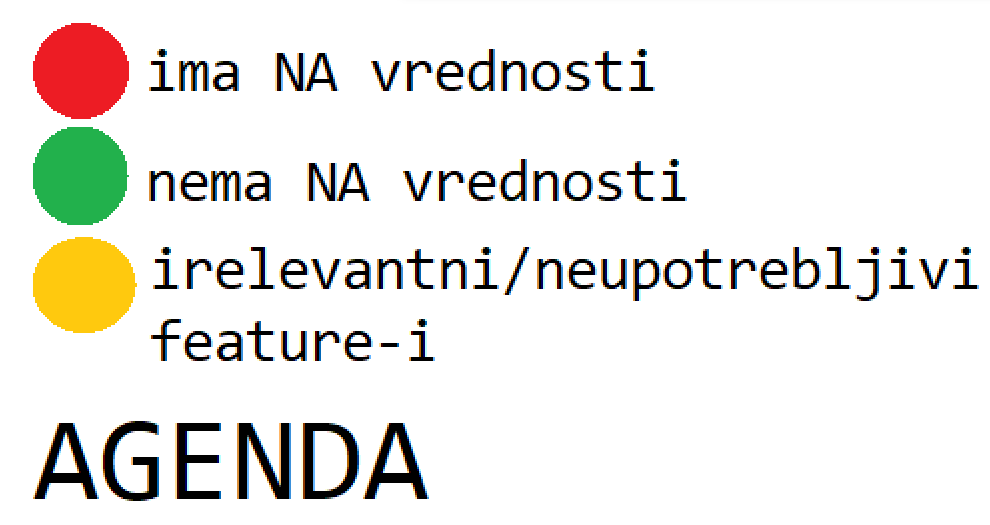 ima NA vrednosti
nema NA vrednosti
irelevantni/neupotrebljivi
feature-i
AGENDA